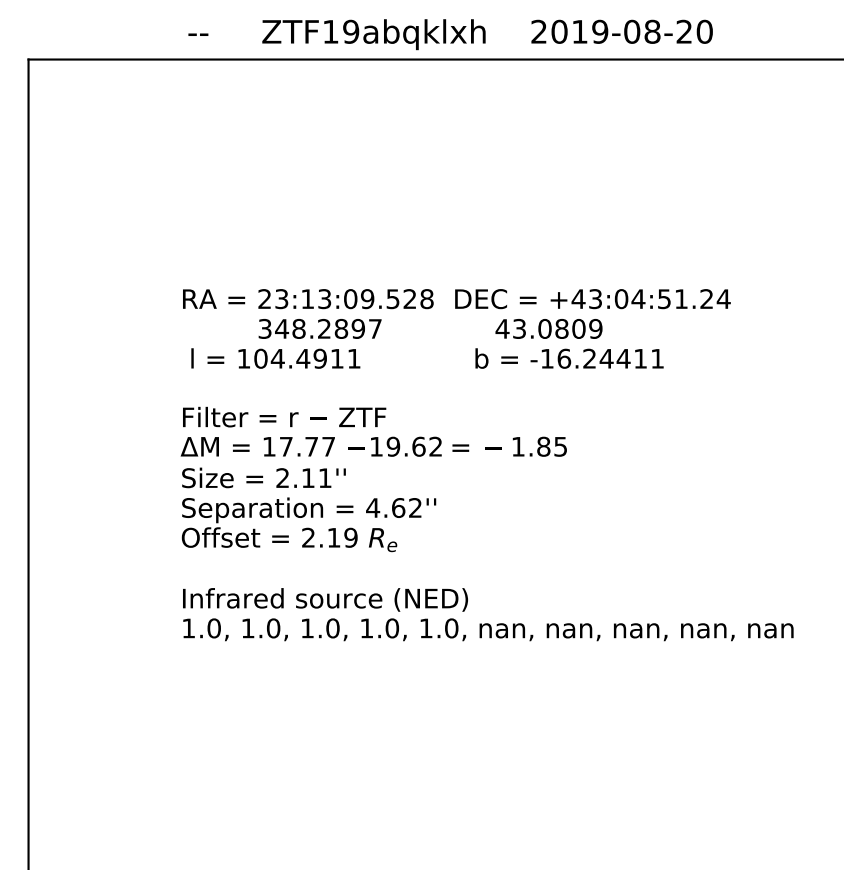 -- ZTF19abqklxh 2019-08-20
RA = 23:13:09.528 DEC = +43:04:51.24
348.2897 43.0809
l = 104.4911 b = -16.24411
Filter = r − ZTF
ΔM = 17.77 −19.62 = − 1.85
Size = 2.11''
Separation = 4.62''
Offset = 2.19 Re
Infrared source (NED)
1.0, 1.0, 1.0, 1.0, 1.0, nan, nan, nan, nan, nan